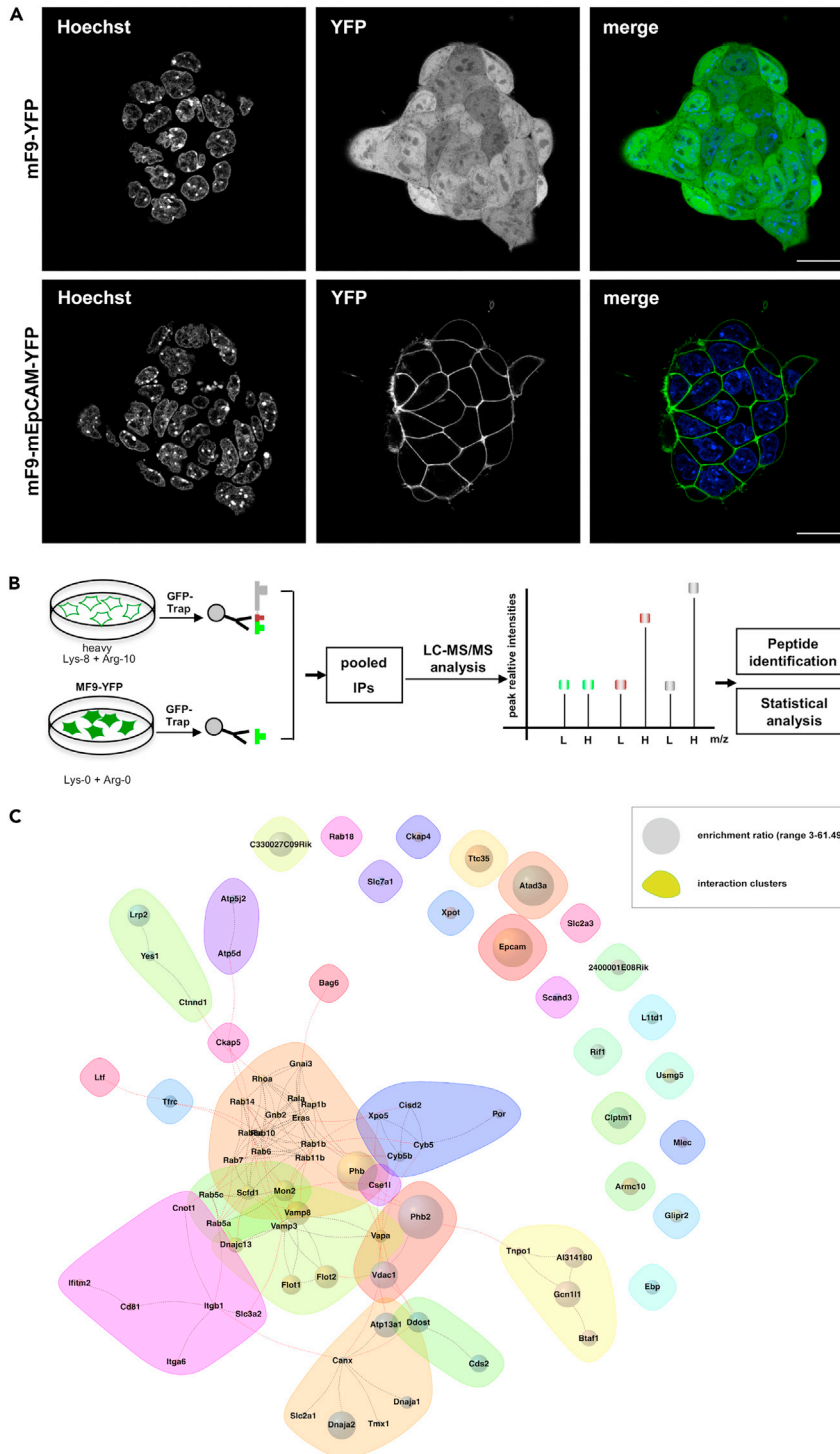 A
Hoechst
YFP
merge
mF9-YFP
Hoechst
YFP
merge
mF9-mEpCAM-YFP
B
GFP-
Trap
heavy
Lys-8 + Arg-10
MF9-YFP
GFP-
Trap
Lys-0 + Arg-0
pooled
IPs
LC-MS/MS
analysis
peak realtive intensities
L H L H L H m/z
Peptide
identification
Statistical
analysis
C
enrichment ratio (range 3-61.49
interaction clusters
C330027C09Rik
Rab18
Ckap4
Slc7a1
Ttc35
Atad3a
Xpot
Epcam
Slc2a3
2400001E08Rik
Scand3
L1td1
Rif1
Usmg5
Clptm1
Mlec
Armc10
Glipr2
Ebp
Lrp2
Yes1
Ctnnd1
Atp5j2
Atp5d
Bag6
Ckap5
Ltf
Tfrc
Gnai3
Rhoa
Rala
Rab14
Rap1b
Gnb2
Eras
Rab10
Rab6
Rab1b
Rab7
Rab11b
Phb
Cisd2
Xpo5
Por
Cyb5
Cyb5b
Cse1l
Rab5c
Scfd1
Mon2
Cnot1
Vamp8
Rab5a
Vamp3
Dnajc13
Vapa
Phb2
Flot1
Flot2
Vdac1
Ifitm2
Cd81
Itgb1
Slc3a2
Itga6
Tnpo1
AI314180
Gcn1l1
Btaf1
Atp13a1
Ddost
Cds2
Canx
Slc2a1
Dnaja2
Tmx1
Dnaja1